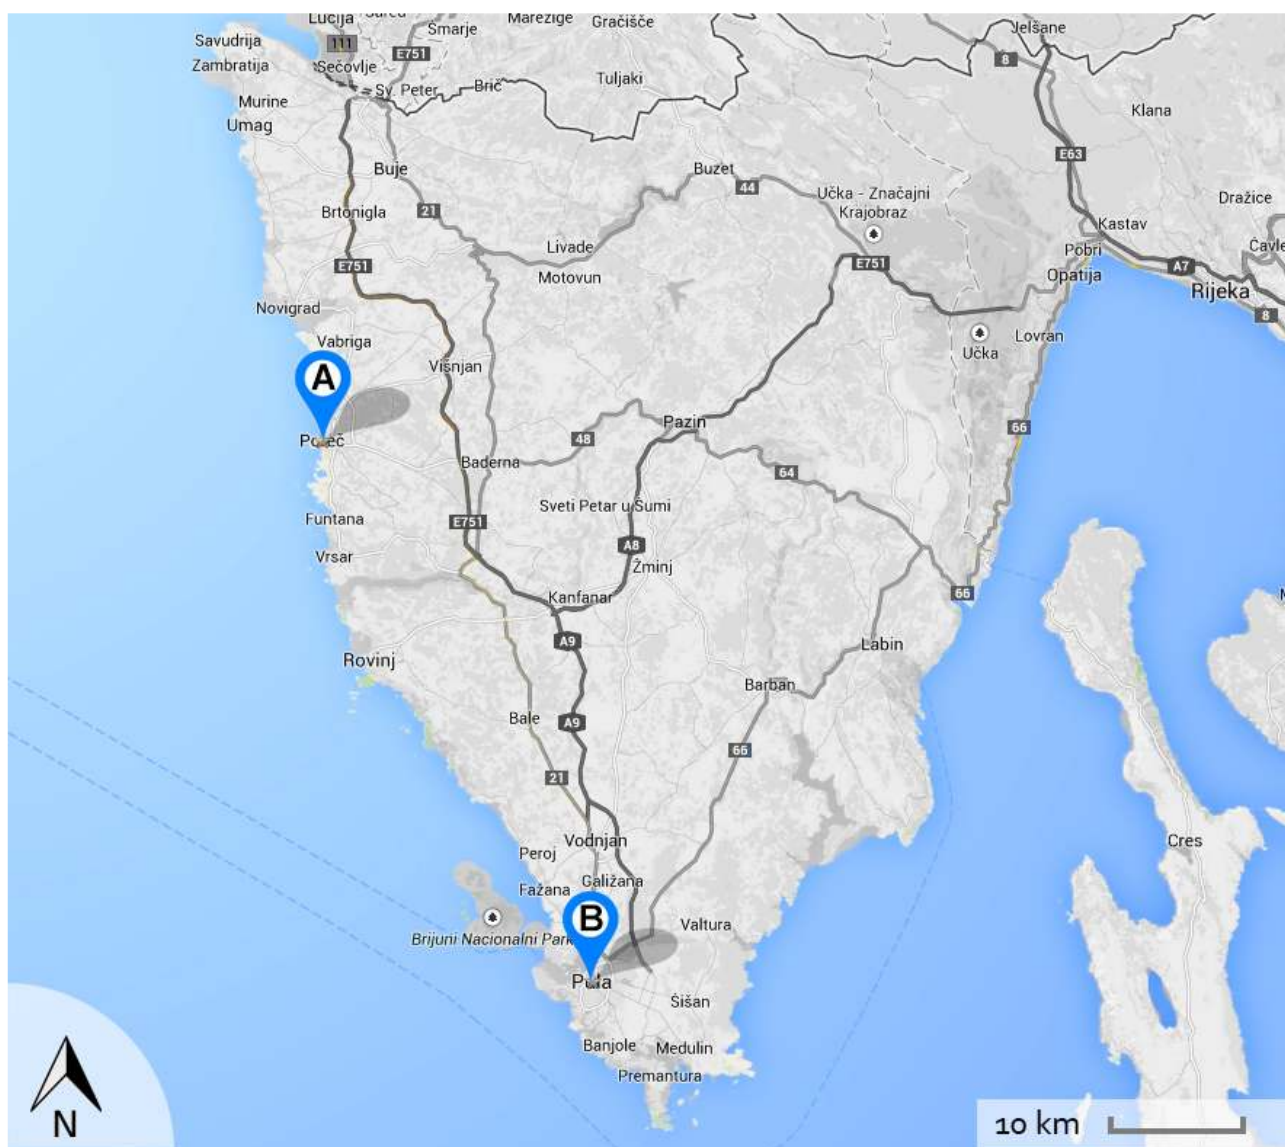 Lucija
Marezige
Gračišče
Jelšane
Smarje
Savudrija
111
E751
8
Sečovlje
Zambratija
Tuljaki
Sv. Peter
Brič
Murine
Klana
Umag
E63
Buje
Buzet
44
Učka - Značajni
Krajobraz
Dražice
Brtonigla
21
Kastav
Livade
Pobri
Čavle
E751
Motovun
E751
Opatija
A7
Rijeka
Novigrad
8
Vabriga
Lovran
Učka
Višnjan
A
Pazin
66
Poreč
48
Baderna
64
Sveti Petar u Šumi
Funtana
E751
A8
Vrsar
Žminj
66
Kanfanar
A9
Labin
Rovinj
Barban
Bale
A9
66
21
Vodnjan
Cres
Peroj
Galižana
Fažana
B
Valtura
Brijuni Nacionalni Park
Pula
Šišan
Banjole
Medulin
Premantura
N
10 km